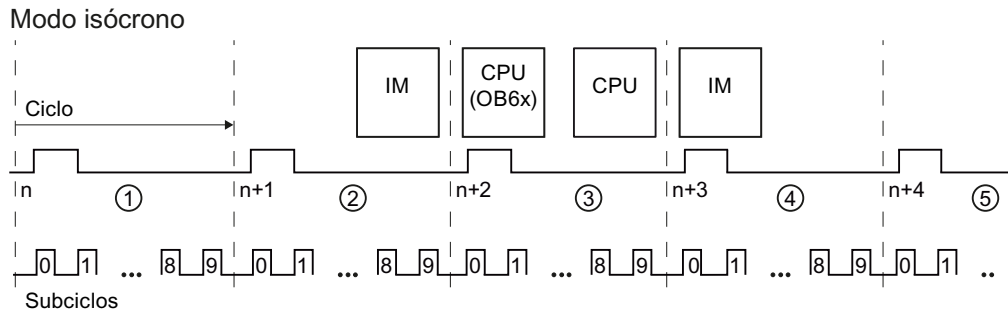 Modo isócrono
IM
CPU
(OB6x)
CPU
IM
Ciclo
n
n+1
n+2
n+3
n+4
①
②
③
④
⑤
0 1 ... 8 9 0 1 ... 8 9 0 1 ... 8 9 0 1 ... 8 9 0 1 ..
Subciclos